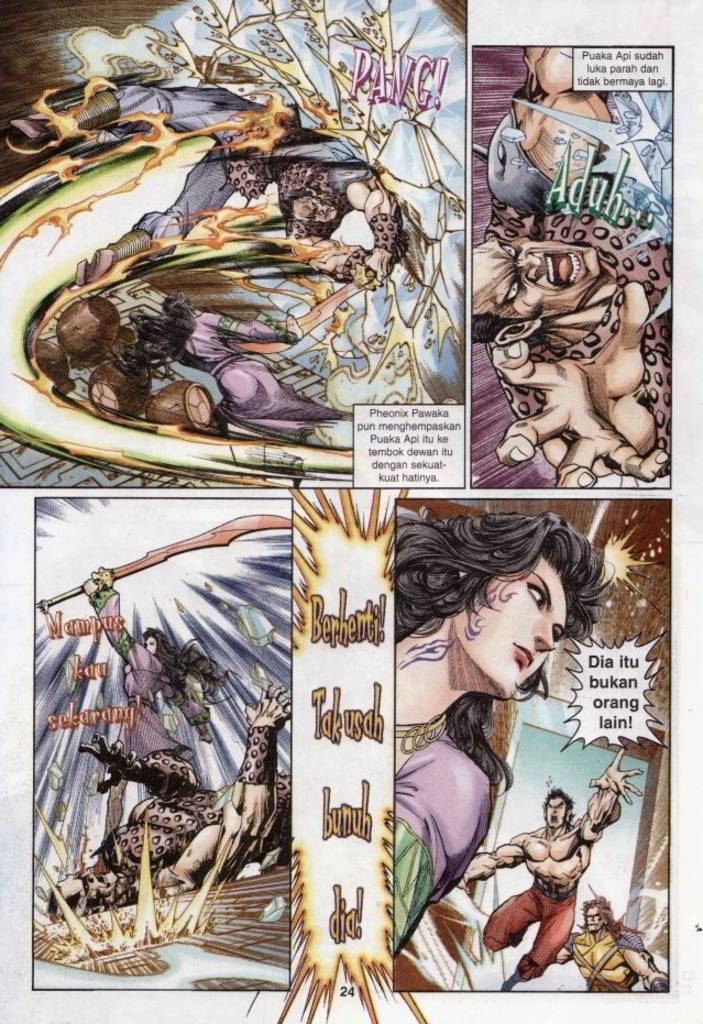 PANG!
Pheonix Pawaka
pun menghempaskan
Puaka Api itu ke
tembok dewan itu
dengan sekuat-
kuat hatinya.
Puaka Api sudah
luka parah dan
tidak bermaya lagi.
Aduh...
Mampus
kau
sekarang!
Berhenti!
Tak usah
bunuh
dia!
Dia itu
bukan
orang
lain!
24